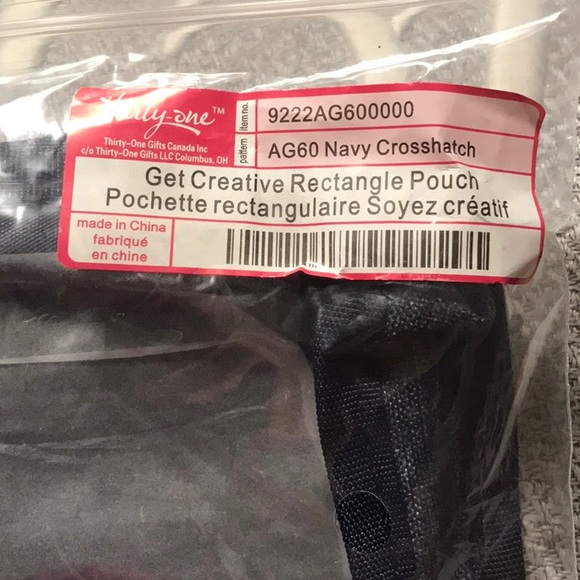 thirty-one™
Thirty-One Gifts Canada Inc
c/o Thirty-One Gifts LLC Columbus, OH
item no.
9222AG600000
pattern
AG60 Navy Crosshatch
Get Creative Rectangle Pouch
Pochette rectangulaire Soyez créatif
made in China
fabriqué
en chine